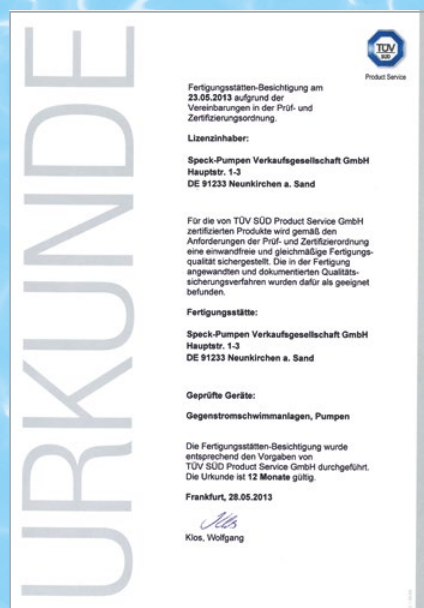 URKUNDE
TÜV
SÜD
Product Service
Fertigungsstätten-Besichtigung am
23.05.2013 aufgrund der
Vereinbarungen in der Prüf- und
Zertifizierungsordnung.
Lizenzinhaber:
Speck-Pumpen Verkaufsgesellschaft GmbH
Hauptstr. 1-3
DE 91233 Neunkirchen a. Sand
Für die von TÜV SÜD Product Service GmbH
zertifizierten Produkte wird gemäß den
Anforderungen der Prüf- und Zertifizierordnung
eine einwandfreie und gleichmäßige Fertigungs-
qualität sichergestellt. Die in der Fertigung
angewandten und dokumentierten Qualitäts-
sicherungsverfahren wurden dafür als geeignet
befunden.
Fertigungsstätte:
Speck-Pumpen Verkaufsgesellschaft GmbH
Hauptstr. 1-3
DE 91233 Neunkirchen a. Sand
Geprüfte Geräte:
Gegenstromschwimmanlagen, Pumpen
Die Fertigungsstätten-Besichtigung wurde
entsprechend den Vorgaben von
TÜV SÜD Product Service GmbH durchgeführt.
Die Urkunde ist 12 Monate gültig.
Frankfurt, 28.05.2013
Klos
Klos, Wolfgang